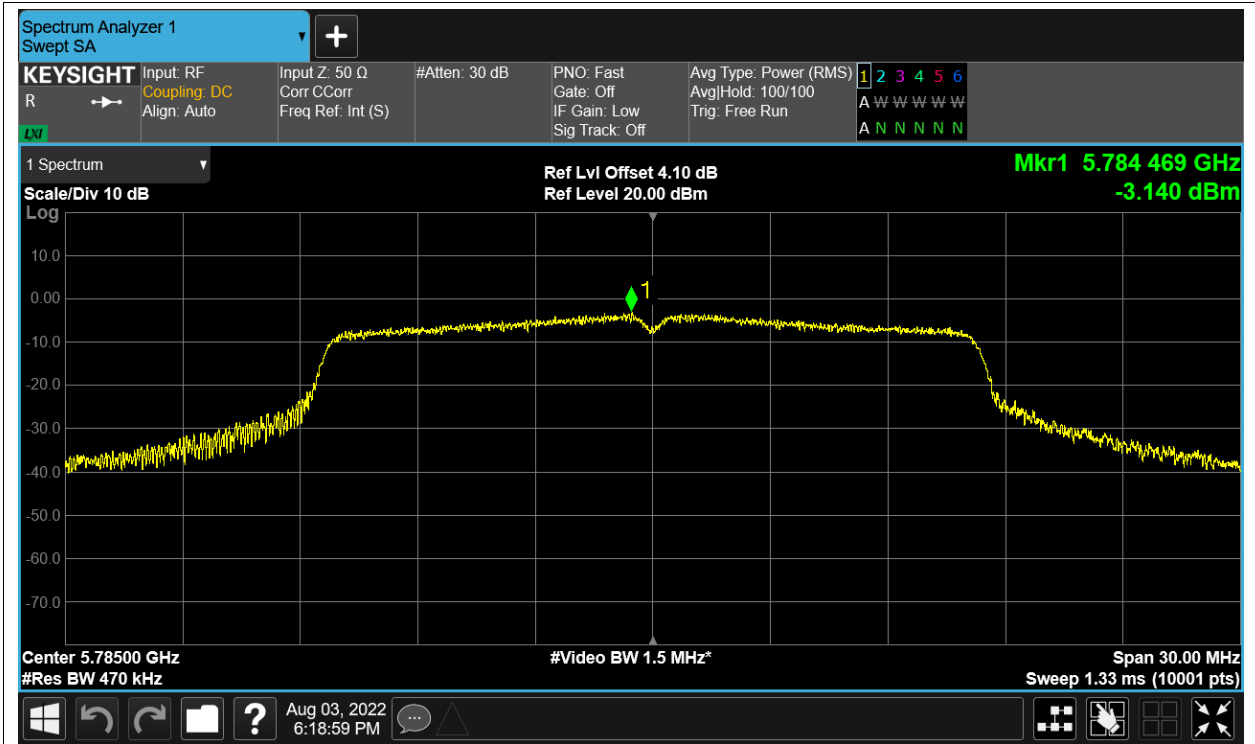 Spectrum Analyzer 1
Swept SA
+
KEYSIGHT
R
LXI
Input: RF
Coupling: DC
Align: Auto
Input Z: 50 Ω
Corr CCorr
Freq Ref: Int (S)
#Atten: 30 dB
PNO: Fast
Gate: Off
IF Gain: Low
Sig Track: Off
Avg Type: Power (RMS)
Avg|Hold: 100/100
Trig: Free Run
1 2 3 4 5 6
A W W W W W
A N N N N N
1 Spectrum
Scale/Div 10 dB
Log
Ref Lvl Offset 4.10 dB
Ref Level 20.00 dBm
Mkr1 5.784 469 GHz
-3.140 dBm
1
10.0
0.00
-10.0
-20.0
-30.0
-40.0
-50.0
-60.0
-70.0
Center 5.78500 GHz
#Res BW 470 kHz
#Video BW 1.5 MHz*
Span 30.00 MHz
Sweep 1.33 ms (10001 pts)
?
Aug 03, 2022
6:18:59 PM